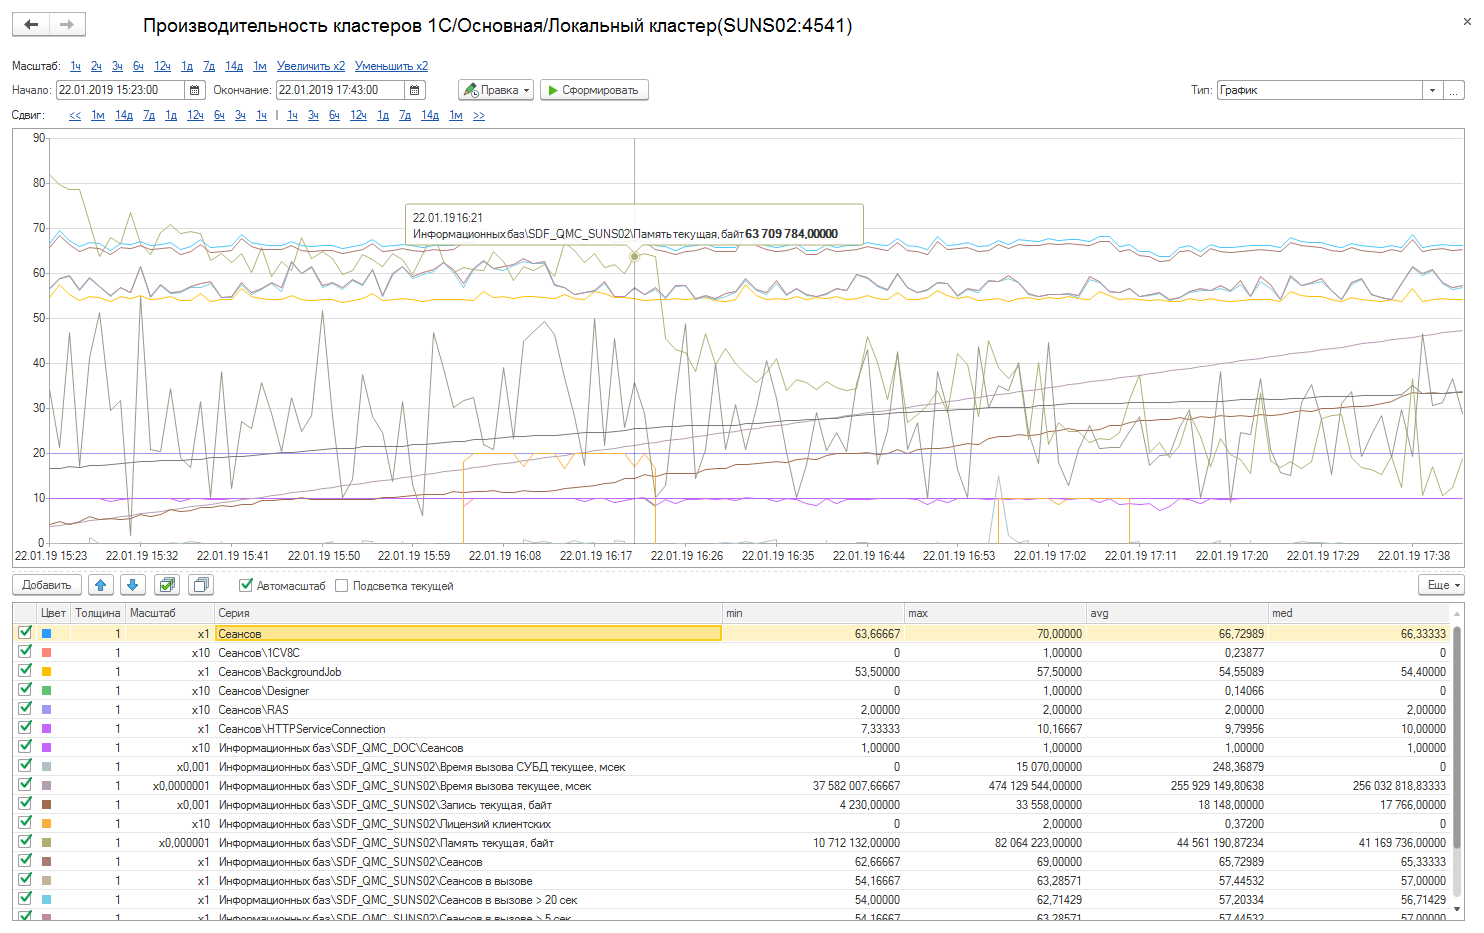 Производительность кластеров 1С/Основная/Локальный кластер(SUNS02:4541)
Масштаб: 1ч 2ч 3ч 6ч 12ч 1д 7д 14д 1м Увеличить x2 Уменьшить x2
Начало: 22.01.2019 15:23:00 Окончание: 22.01.2019 17:43:00 Правка Сформировать Тип: График ...
Сдвиг: << 1м 14д 7д 1д 12ч 6ч 3ч 1ч | 1ч 3ч 6ч 12ч 1д 7д 14д 1м >>
90
80
70
22.01.19 16:21
Информационных баз\SDF_QMC_SUNS02\Память текущая, байт 63 709 784,00000
60
50
40
30
20
10
0
22.01.19 15:23 22.01.19 15:32 22.01.19 15:41 22.01.19 15:50 22.01.19 15:59 22.01.19 16:08 22.01.19 16:17 22.01.19 16:26 22.01.19 16:35 22.01.19 16:44 22.01.19 16:53 22.01.19 17:02 22.01.19 17:11 22.01.19 17:20 22.01.19 17:29 22.01.19 17:38
Добавить Автомасштаб Подсветка текущей Еще
Цвет Толщина Масштаб Серия min max avg med
1 x1 Сеансов 63,66667 70,00000 66,72989 66,33333
1 x10 Сеансов\1CV8C 0 1,00000 0,23877 0
1 x1 Сеансов\BackgroundJob 53,50000 57,50000 54,55089 54,40000
1 x10 Сеансов\Designer 0 1,00000 0,14066 0
1 x10 Сеансов\RAS 2,00000 2,00000 2,00000 2,00000
1 x1 Сеансов\HTTPServiceConnection 7,33333 10,16667 9,79956 10,00000
1 x10 Информационных баз\SDF_QMC_DOC\Сеансов 1,00000 1,00000 1,00000 1,00000
1 x0,001 Информационных баз\SDF_QMC_SUNS02\Время вызова СУБД текущее, мсек 0 15 070,00000 248,36879 0
1 x0,0000001 Информационных баз\SDF_QMC_SUNS02\Время вызова текущее, мсек 37 582 007,66667 474 129 544,00000 255 929 149,80638 256 032 818,83333
1 x0,001 Информационных баз\SDF_QMC_SUNS02\Запись текущая, байт 4 230,00000 33 558,00000 18 148,00000 17 766,00000
1 x10 Информационных баз\SDF_QMC_SUNS02\Лицензий клиентских 0 2,00000 0,37200 0
1 x0,000001 Информационных баз\SDF_QMC_SUNS02\Память текущая, байт 10 712 132,00000 82 064 223,00000 44 561 190,87234 41 169 736,00000
1 x1 Информационных баз\SDF_QMC_SUNS02\Сеансов 62,66667 69,00000 65,72989 65,33333
1 x1 Информационных баз\SDF_QMC_SUNS02\Сеансов в вызове 54,16667 63,28571 57,44532 57,00000
1 x1 Информационных баз\SDF_QMC_SUNS02\Сеансов в вызове > 20 сек 54,00000 62,71429 57,20334 56,71429
1 x1 Информационных баз\SDF_QMC_SUNS02\Сеансов в вызове > 5 сек 54,16667 63,28571 57,44532 57,00000